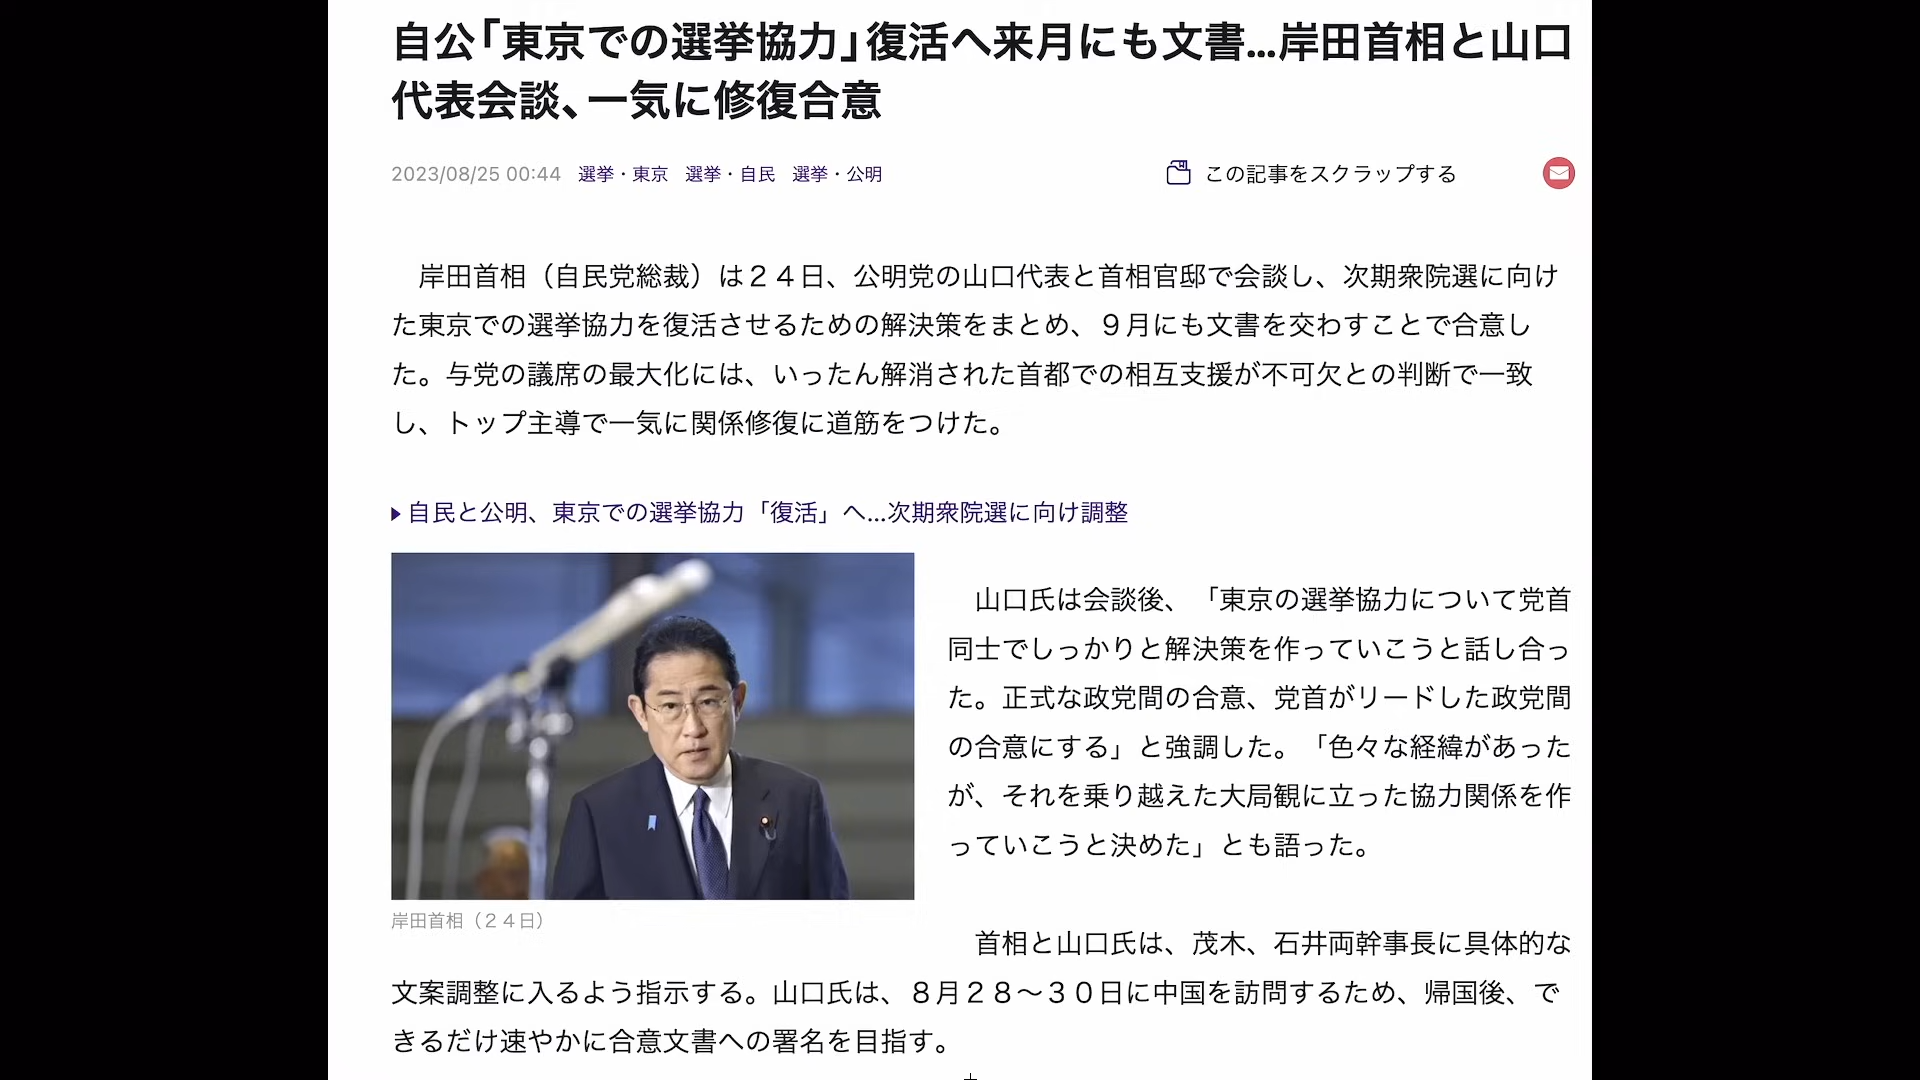 自公「東京での選挙協力」復活へ来月にも文書…岸田首相と山口
代表会談、一気に修復合意
2023/08/25 00:44 選挙・東京 選挙・自民 選挙・公明
この記事をスクラップする
岸田首相（自民党総裁）は２４日、公明党の山口代表と首相官邸で会談し、次期衆院選に向け
た東京での選挙協力を復活させるための解決策をまとめ、９月にも文書を交わすことで合意し
た。与党の議席の最大化には、いったん解消された首都での相互支援が不可欠との判断で一致
し、トップ主導で一気に関係修復に道筋をつけた。
自民と公明、東京での選挙協力「復活」へ…次期衆院選に向け調整
山口氏は会談後、「東京の選挙協力について党首
同士でしっかりと解決策を作っていこうと話し合っ
た。正式な政党間の合意、党首がリードした政党間
の合意にする」と強調した。「色々な経緯があった
が、それを乗り越えた大局観に立った協力関係を作
っていこうと決めた」とも語った。
岸田首相（２４日）
首相と山口氏は、茂木、石井両幹事長に具体的な
文案調整に入るよう指示する。山口氏は、８月２８～３０日に中国を訪問するため、帰国後、で
きるだけ速やかに合意文書への署名を目指す。